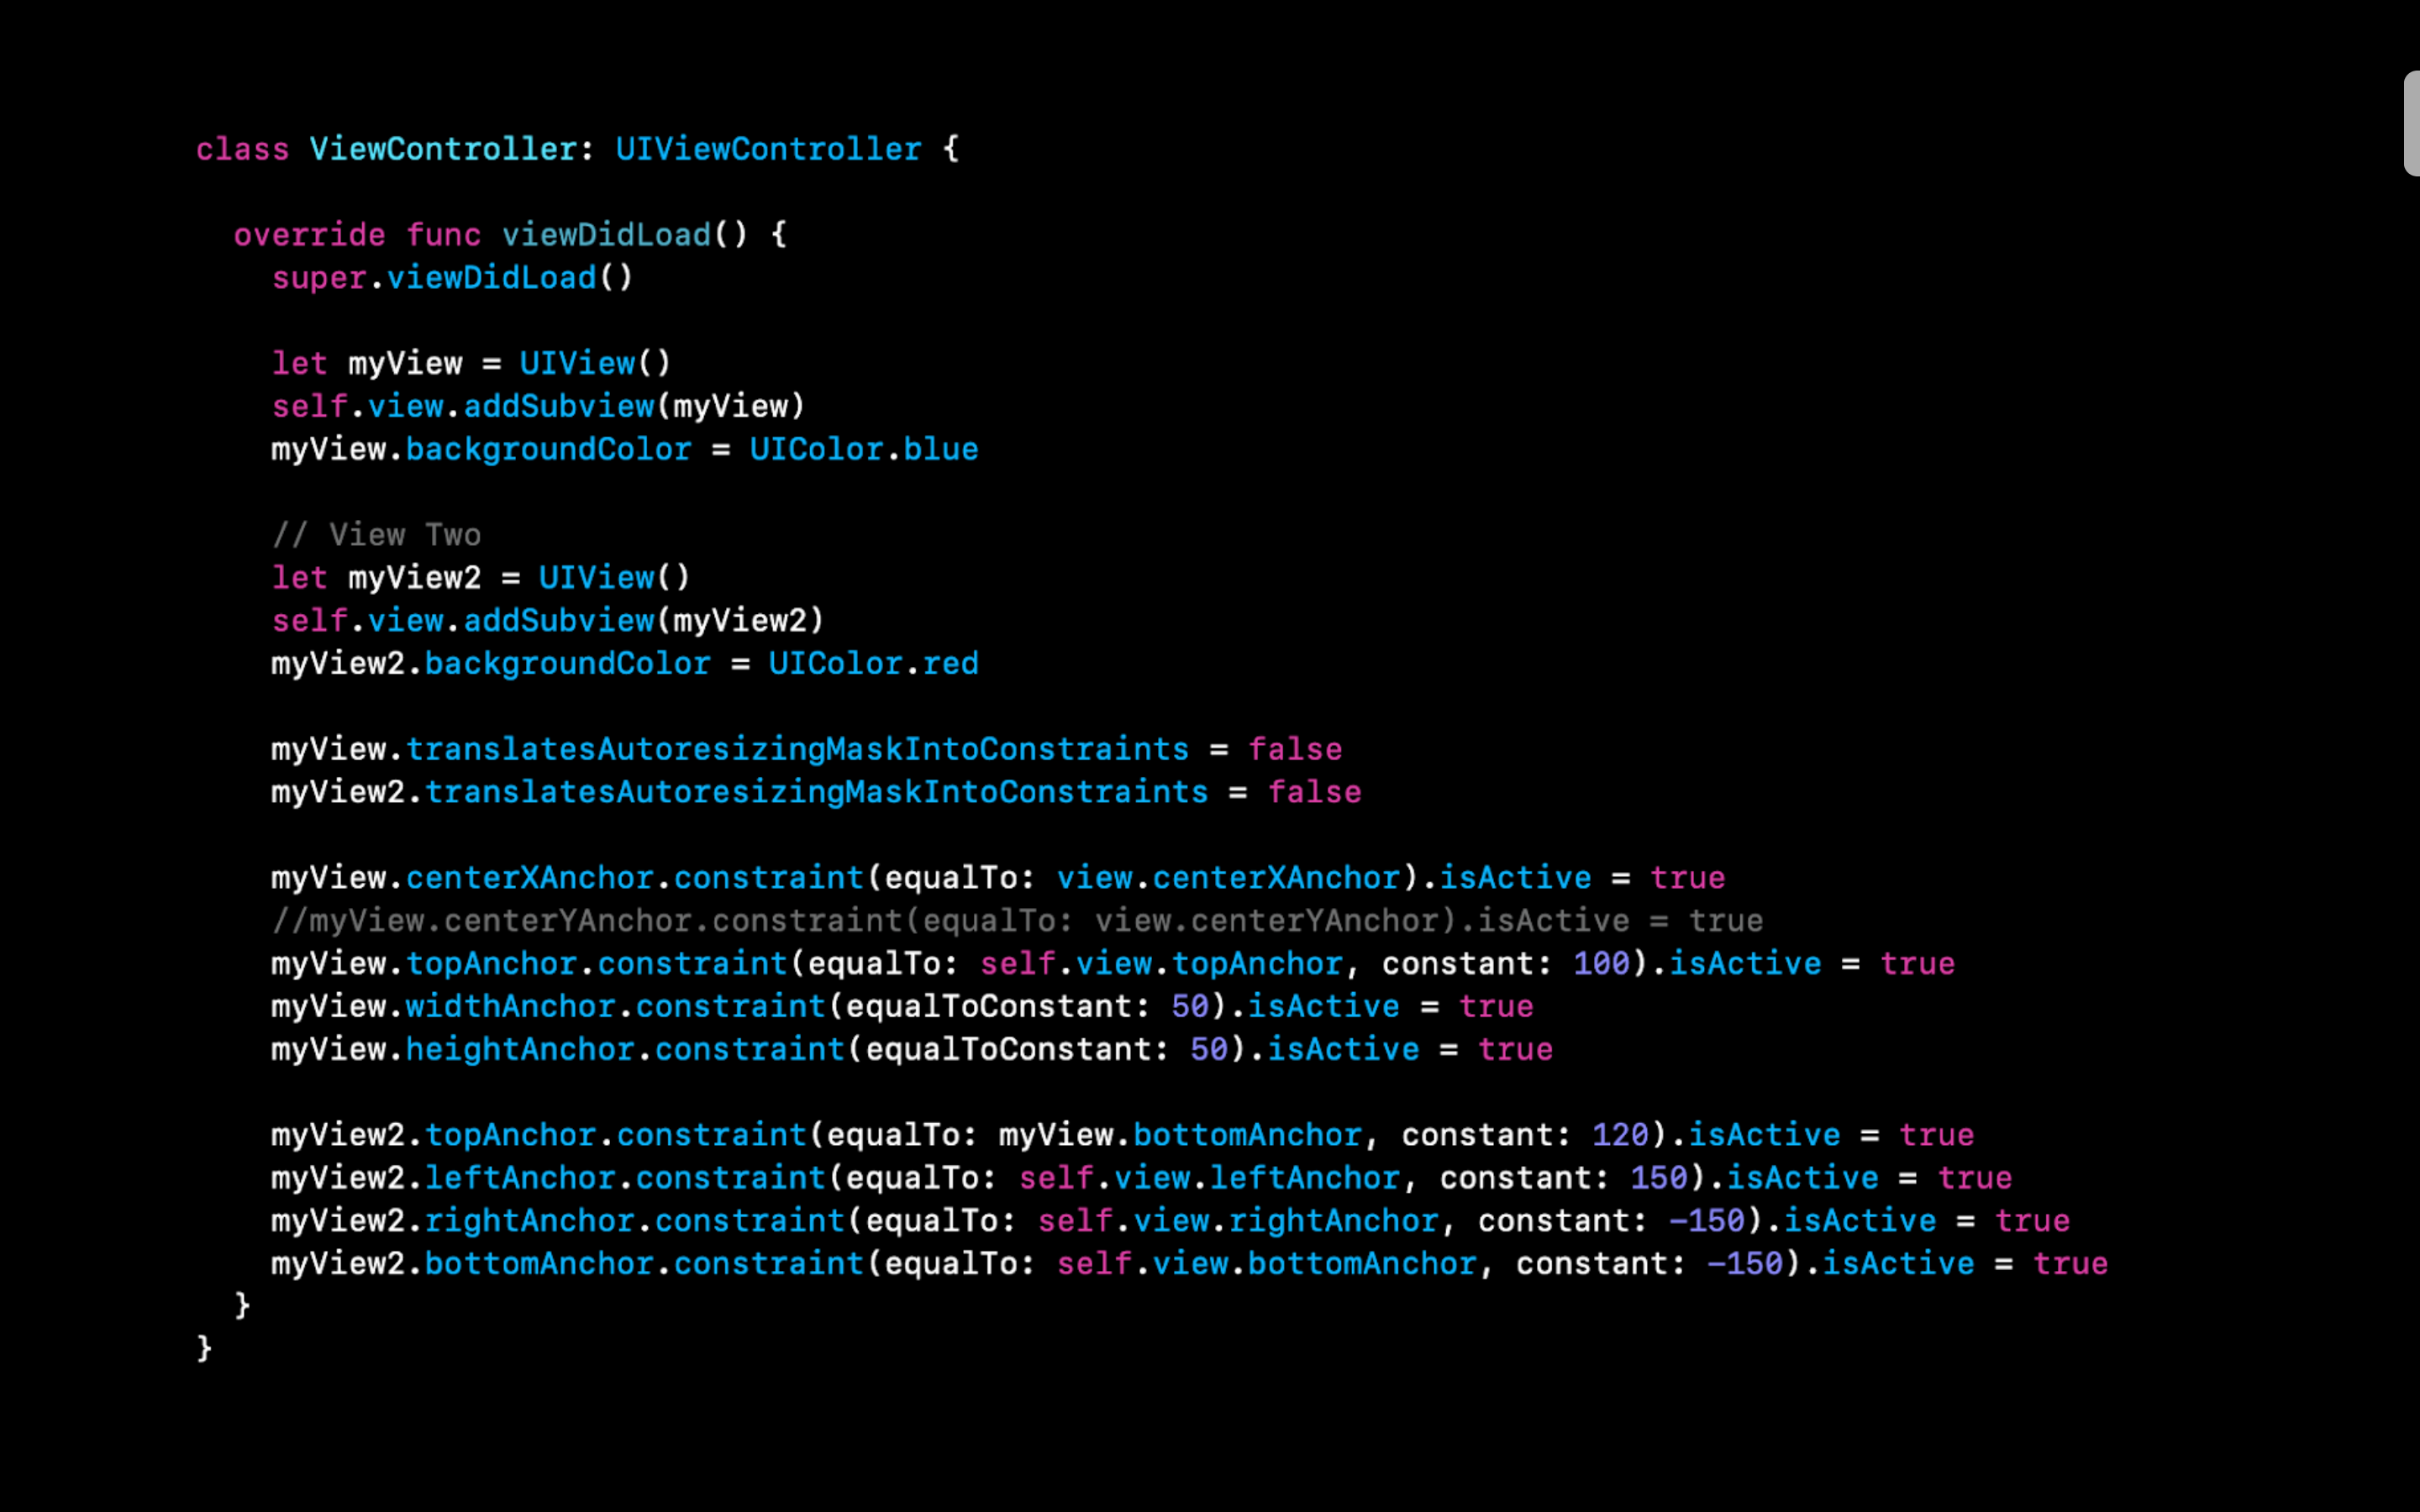 class ViewController: UIViewController {
override func viewDidLoad() {
super.viewDidLoad()
let myView = UIView()
self.view.addSubview(myView)
myView.backgroundColor = UIColor.blue
// View Two
let myView2 = UIView()
self.view.addSubview(myView2)
myView2.backgroundColor = UIColor.red
myView.translatesAutoresizingMaskIntoConstraints = false
myView2.translatesAutoresizingMaskIntoConstraints = false
myView.centerXAnchor.constraint(equalTo: view.centerXAnchor).isActive = true
//myView.centerYAnchor.constraint(equalTo: view.centerYAnchor).isActive = true
myView.topAnchor.constraint(equalTo: self.view.topAnchor, constant: 100).isActive = true
myView.widthAnchor.constraint(equalToConstant: 50).isActive = true
myView.heightAnchor.constraint(equalToConstant: 50).isActive = true
myView2.topAnchor.constraint(equalTo: myView.bottomAnchor, constant: 120).isActive = true
myView2.leftAnchor.constraint(equalTo: self.view.leftAnchor, constant: 150).isActive = true
myView2.rightAnchor.constraint(equalTo: self.view.rightAnchor, constant: -150).isActive = true
myView2.bottomAnchor.constraint(equalTo: self.view.bottomAnchor, constant: -150).isActive = true
}
}